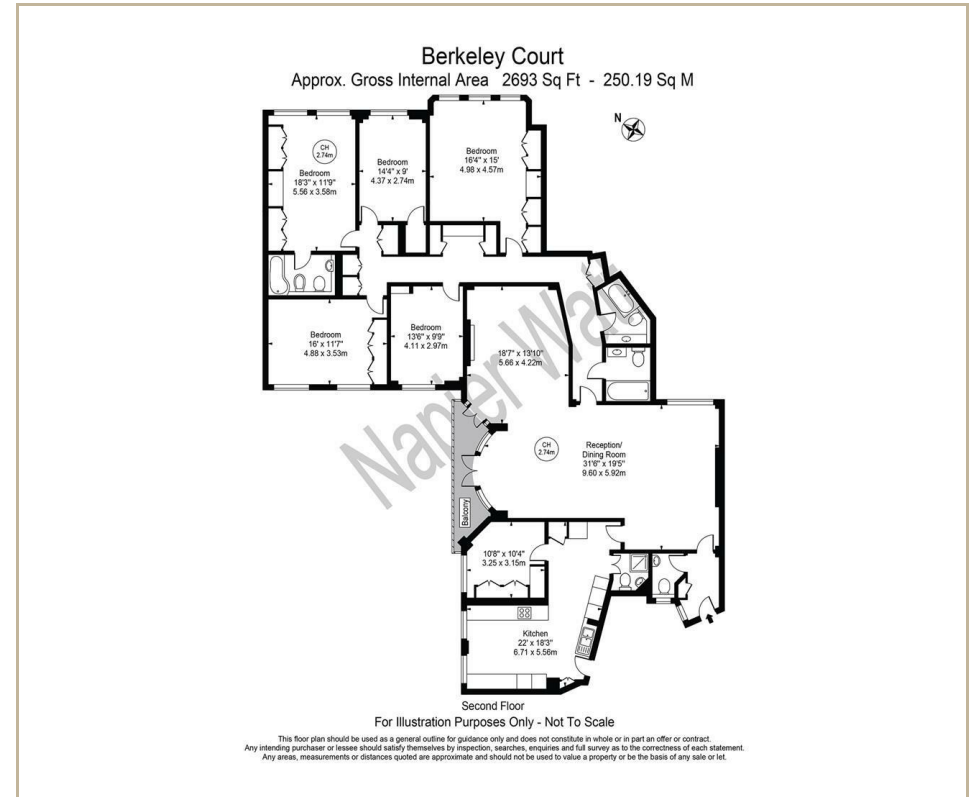 Berkeley Court
Approx. Gross Internal Area 2693 Sq Ft - 250.19 Sq M
N
CH
2.74m
Bedroom
18'3" x 11'9"
5.56 x 3.58m
Bedroom
14'4" x 9'
4.37 x 2.74m
Bedroom
16'4" x 15'
4.98 x 4.57m
Bedroom
16' x 11'7"
4.88 x 3.53m
Bedroom
13'6" x 9'9"
4.11 x 2.97m
18'7" x 13'10"
5.66 x 4.22m
CH
2.74m
Reception/
Dining Room
31'6" x 19'5"
9.60 x 5.92m
Balcony
10'8" x 10'4"
3.25 x 3.15m
Kitchen
22' x 18'3"
6.71 x 5.56m
Napier Watt
Second Floor
For Illustration Purposes Only - Not To Scale
This floor plan should be used as a general outline for guidance only and does not constitute in whole or in part an offer or contract.
Any intending purchaser or lessee should satisfy themselves by inspection, searches, enquiries and full survey as to the correctness of each statement.
Any areas, measurements or distances quoted are approximate and should not be used to value a property or be the basis of any sale or let.